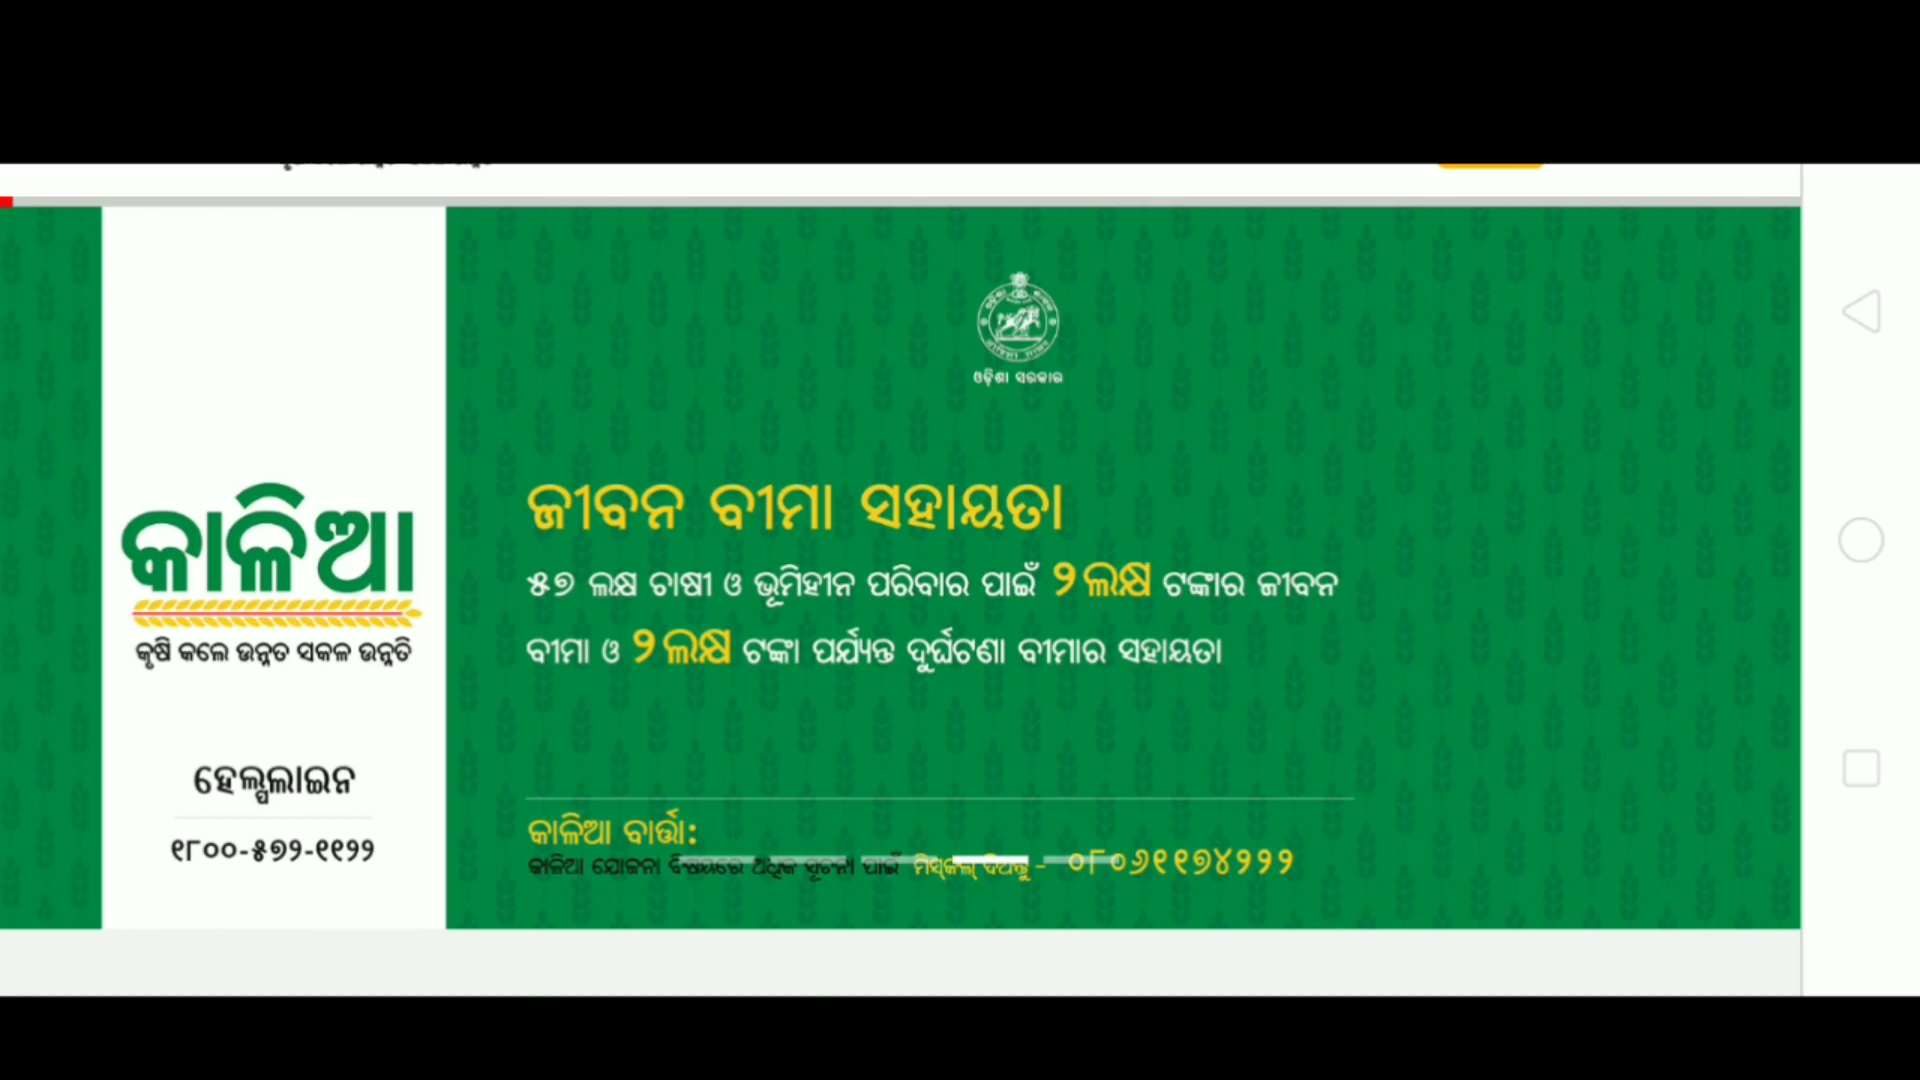 ଓଡ଼ିଶା ସରକାର
କାଳିଆ
କୃଷି କଲେ ଉନ୍ନତ ସକଳ ଉନ୍ନତି
ହେଲ୍ପଲାଇନ
୧୮୦୦-୫୭୨-୧୧୨୨
ଜୀବନ ବୀମା ସହାୟତା
୫୭ ଲକ୍ଷ ଚାଷୀ ଓ ଭୂମିହୀନ ପରିବାର ପାଇଁ ୨ ଲକ୍ଷ ଟଙ୍କାର ଜୀବନ
ବୀମା ଓ ୨ ଲକ୍ଷ ଟଙ୍କା ପର୍ଯ୍ୟନ୍ତ ଦୁର୍ଘଟଣା ବୀମାର ସହାୟତା
କାଳିଆ ବାର୍ତ୍ତା:
କାଳିଆ ଯୋଜନା ବିଷୟରେ ଅଧିକ ସୂଚନା ପାଇଁ ମିସ୍‌କଲ୍ ଦିଅନ୍ତୁ - ୦୮୦୬୧୧୭୪୨୨୨